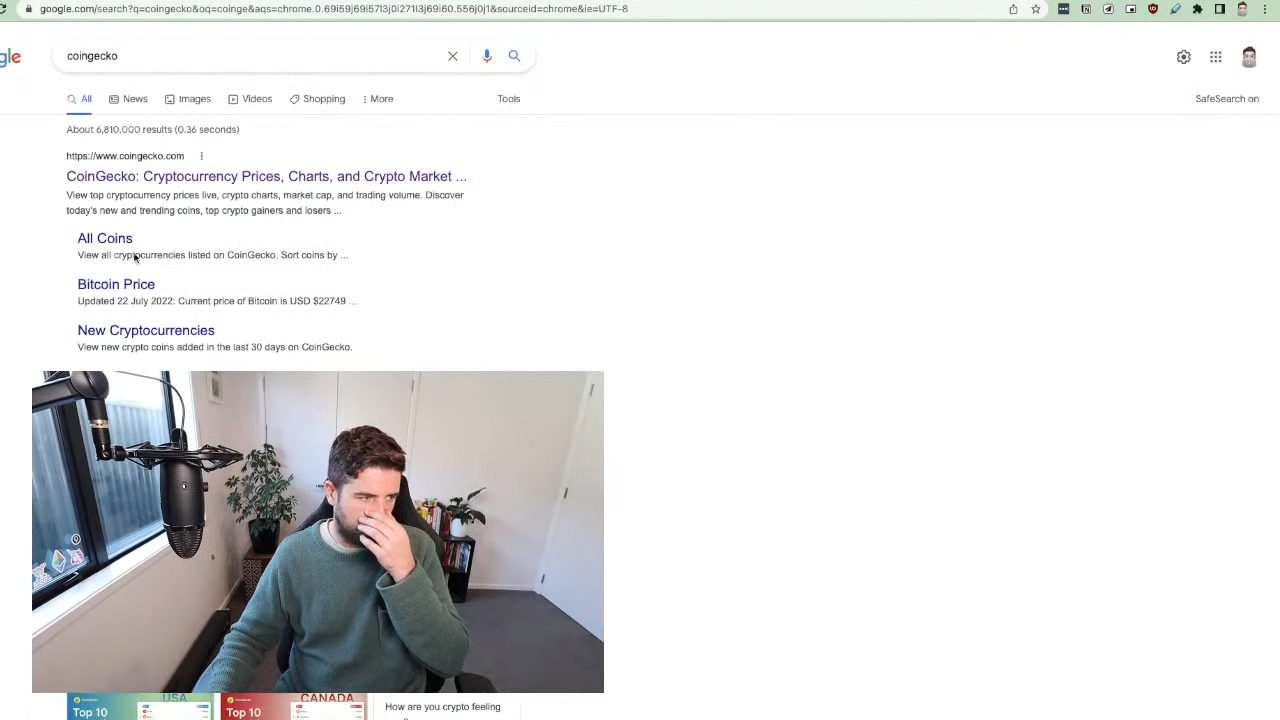 google.com/search?q=coingecko&oq=coinge&aqs=chrome.0.69i59j69i57l3j0i271l3j69i60.556j0j1&sourceid=chrome&ie=UTF-8
gle
coingecko
All
News
Images
Videos
Shopping
More
Tools
SafeSearch on
About 6,810,000 results (0.36 seconds)
https://www.coingecko.com
CoinGecko: Cryptocurrency Prices, Charts, and Crypto Market ...
View top cryptocurrency prices live, crypto charts, market cap, and trading volume. Discover
today's new and trending coins, top crypto gainers and losers ...
All Coins
View all cryptocurrencies listed on CoinGecko. Sort coins by ...
Bitcoin Price
Updated 22 July 2022: Current price of Bitcoin is USD $22749 ...
New Cryptocurrencies
View new crypto coins added in the last 30 days on CoinGecko.
USA
Top 10
CANADA
Top 10
How are you crypto feeling